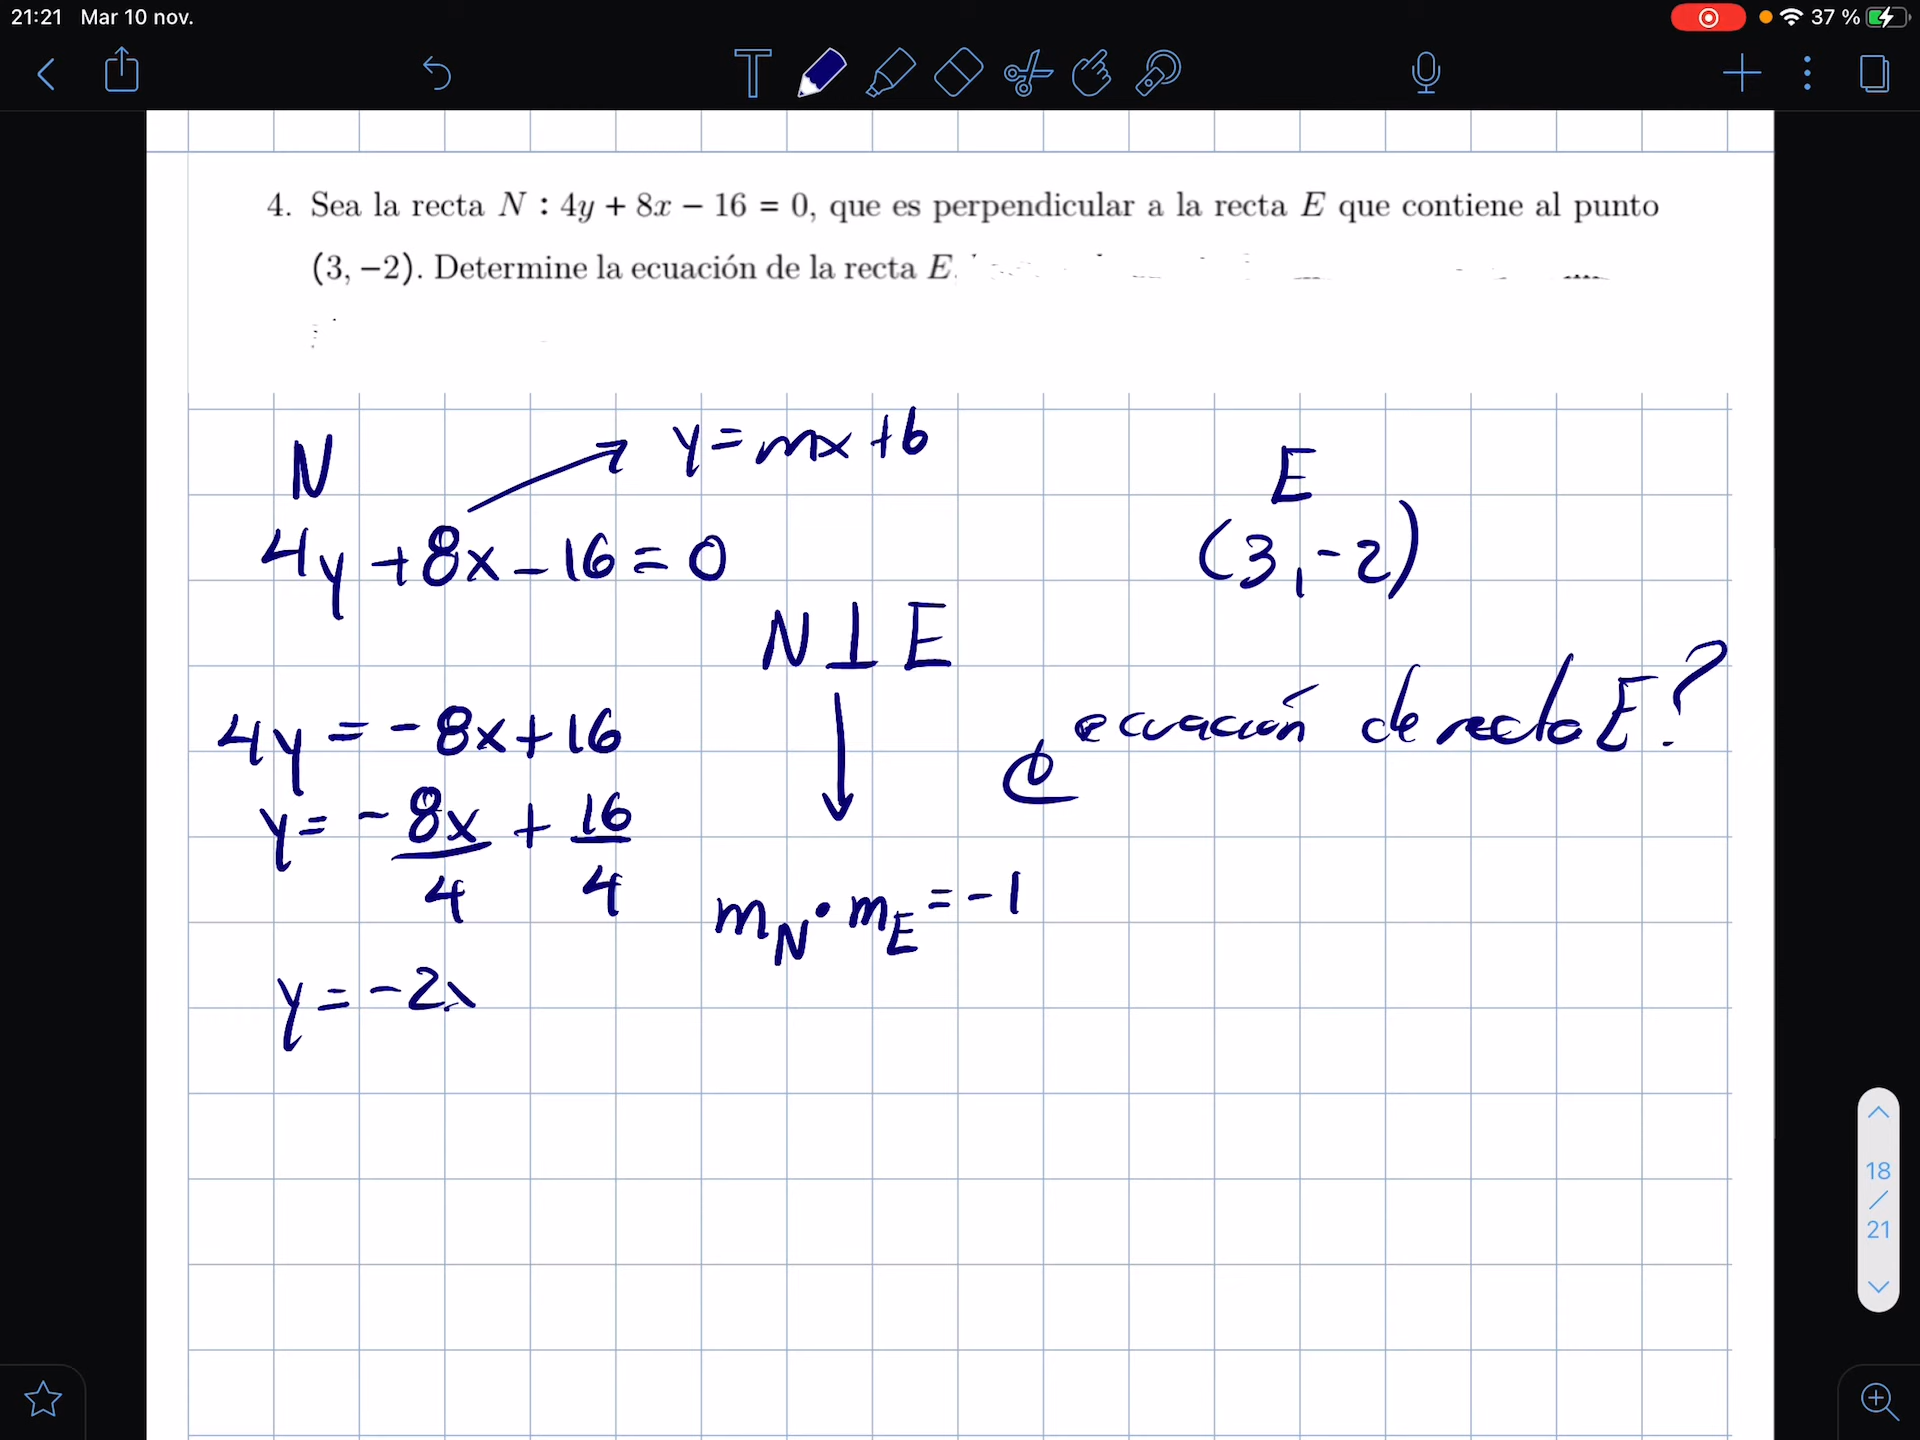 21:21 Mar 10 nov.
37 %
T
4. Sea la recta N : 4y + 8x − 16 = 0, que es perpendicular a la recta E que contiene al punto
(3, −2). Determine la ecuación de la recta E.
N
y = mx + b
E
4y + 8x - 16 = 0
(3, -2)
N ⊥ E
ecuación de recta E?
4y = - 8x + 16
y = - 8x/4 + 16/4
m_N • m_E = - 1
y = - 2x
18
/
21